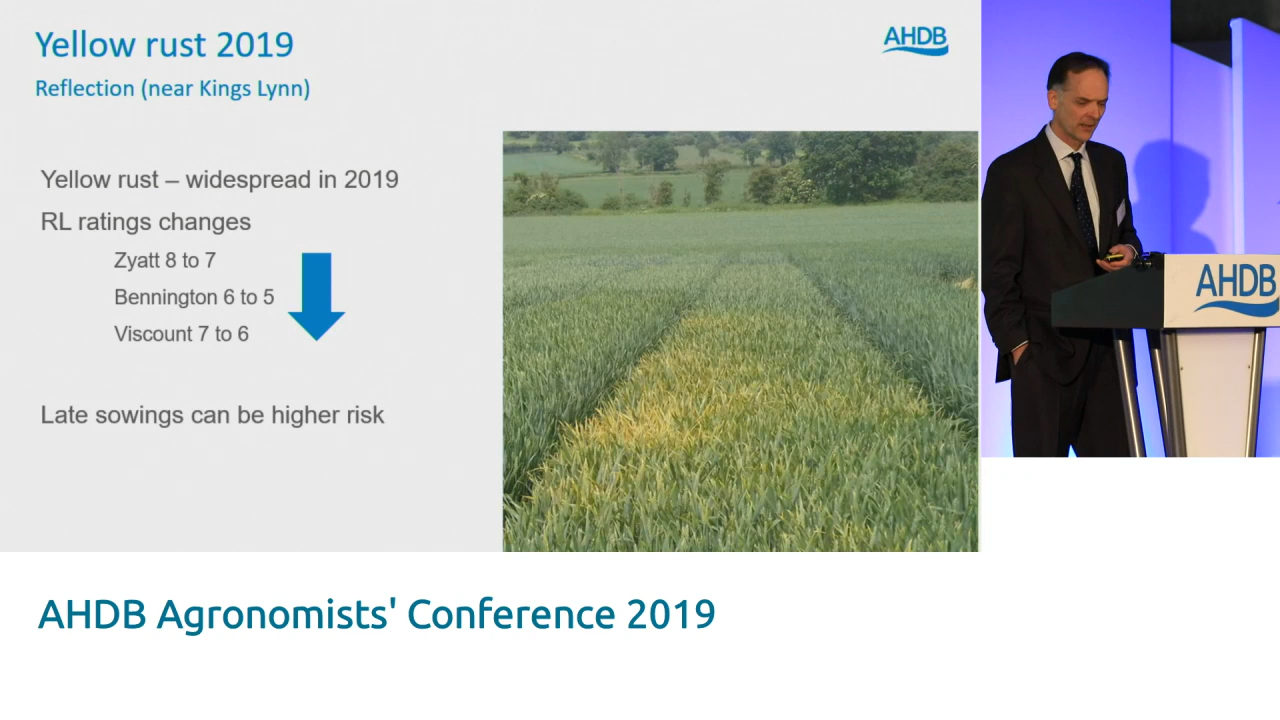 Yellow rust 2019
AHDB
Reflection (near Kings Lynn)
Yellow rust – widespread in 2019
RL ratings changes
Zyatt 8 to 7
Bennington 6 to 5
Viscount 7 to 6
Late sowings can be higher risk
AHDB
AHDB Agronomists' Conference 2019